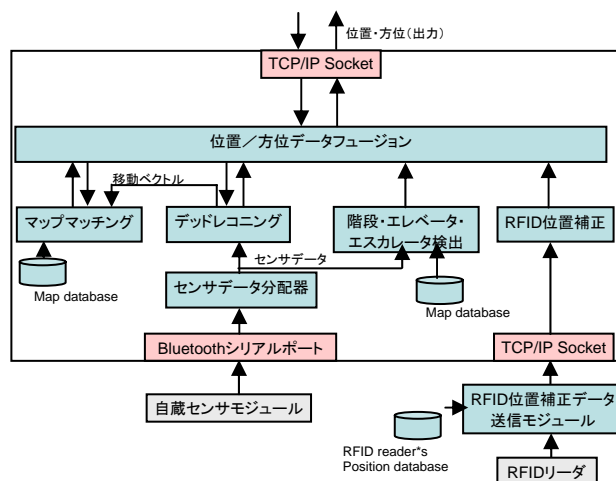 位置・方位(出力)
TCP/IP Socket
位置／方位データフュージョン
移動ベクトル
マップマッチング
デッドレコニング
階段・エレベータ・
エスカレータ検出
RFID位置補正
センサデータ
Map database
センサデータ分配器
Map database
Bluetoothシリアルポート
TCP/IP Socket
自蔵センサモジュール
RFID位置補正データ
送信モジュール
RFID reader*s
Position database
RFIDリーダ